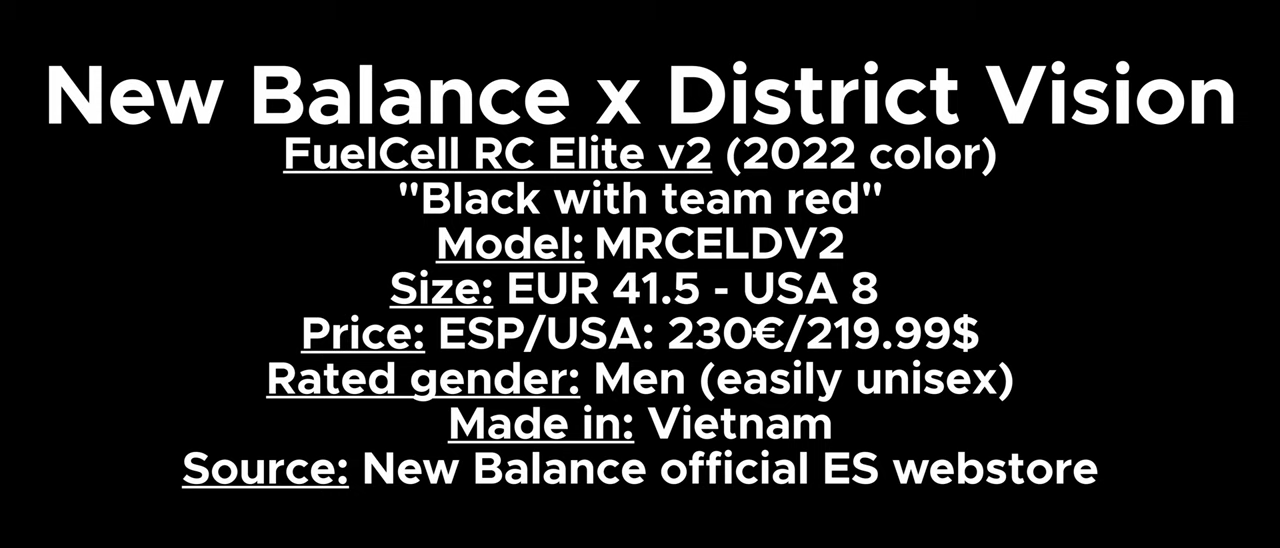 New Balance x District Vision
FuelCell RC Elite v2 (2022 color)
"Black with team red"
Model: MRCELDV2
Size: EUR 41.5 - USA 8
Price: ESP/USA: 230€/219.99$
Rated gender: Men (easily unisex)
Made in: Vietnam
Source: New Balance official ES webstore